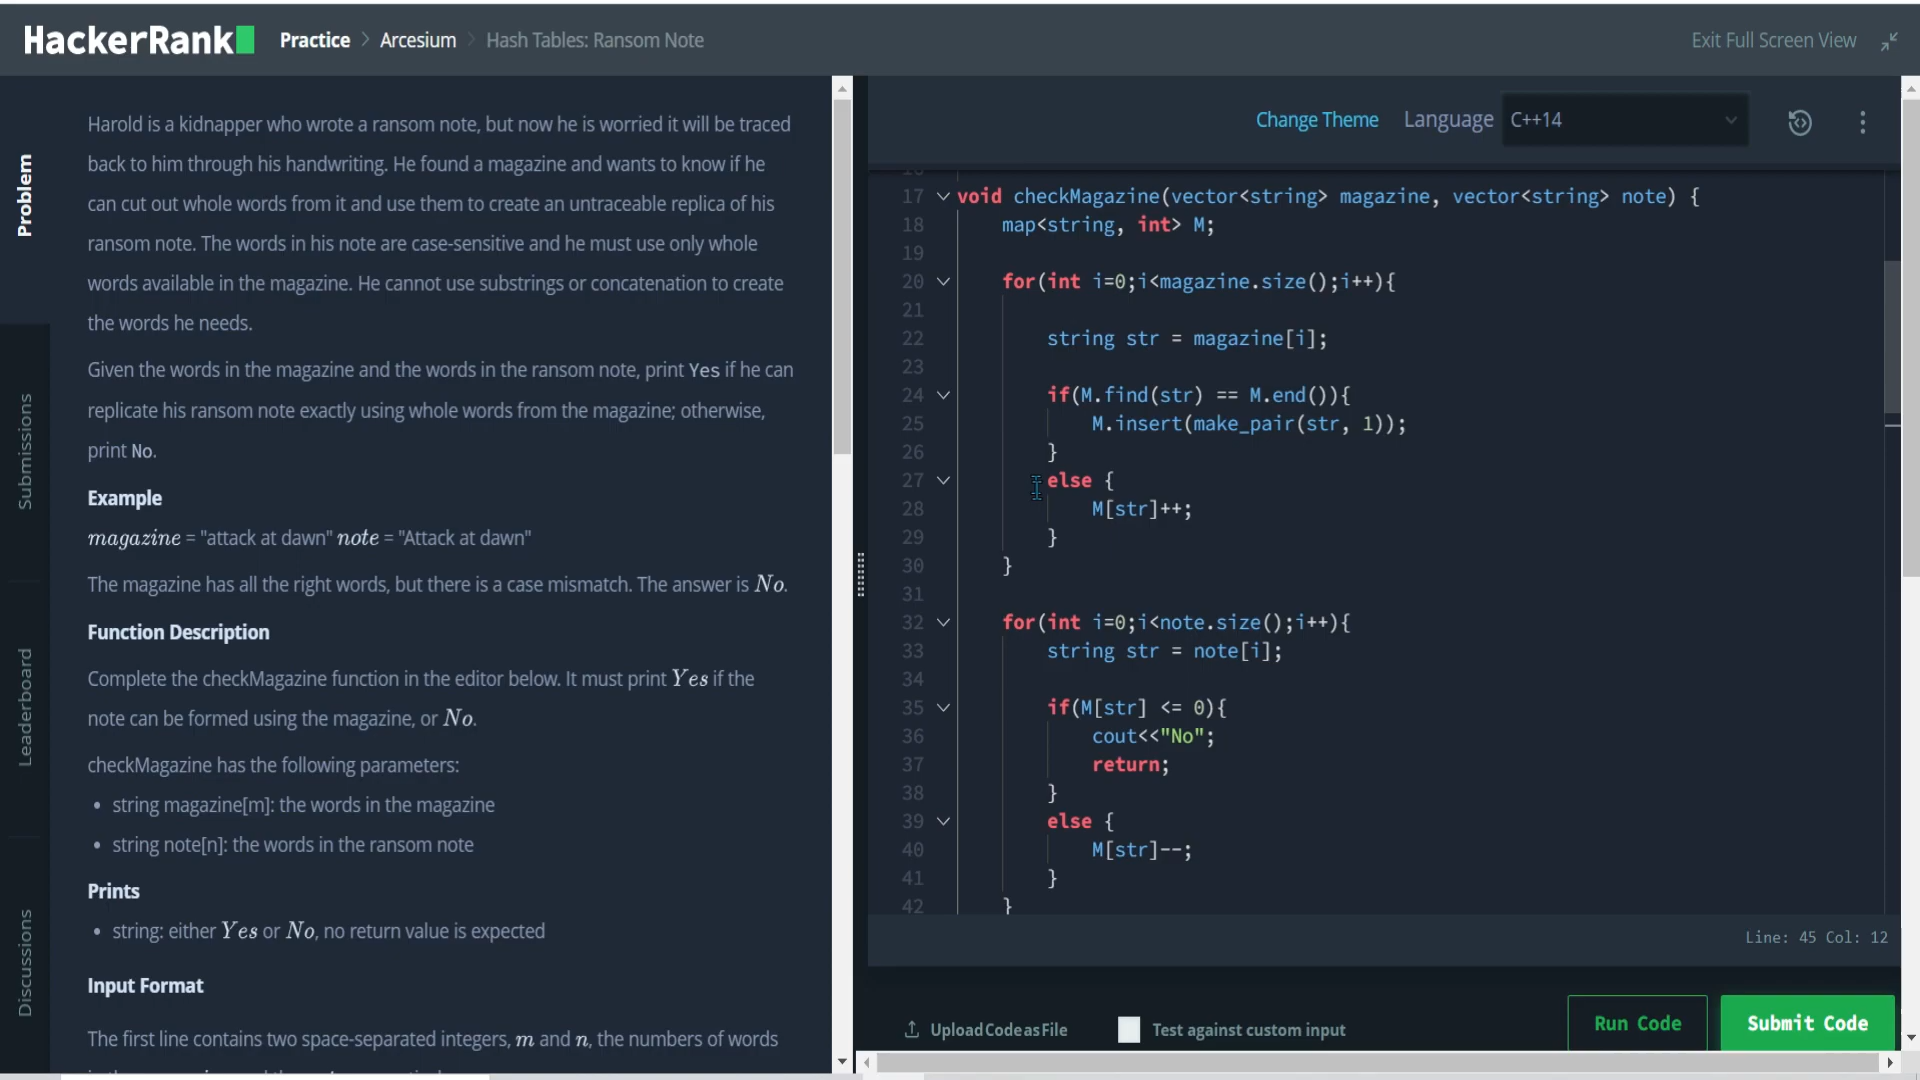 HackerRank Practice > Arcesium > Hash Tables: Ransom Note Exit Full Screen View
Problem
Submissions
Leaderboard
Discussions
Harold is a kidnapper who wrote a ransom note, but now he is worried it will be traced
back to him through his handwriting. He found a magazine and wants to know if he
can cut out whole words from it and use them to create an untraceable replica of his
ransom note. The words in his note are case-sensitive and he must use only whole
words available in the magazine. He cannot use substrings or concatenation to create
the words he needs.
Given the words in the magazine and the words in the ransom note, print Yes if he can
replicate his ransom note exactly using whole words from the magazine; otherwise,
print No.
Example
magazine = "attack at dawn" note = "Attack at dawn"
The magazine has all the right words, but there is a case mismatch. The answer is No.
Function Description
Complete the checkMagazine function in the editor below. It must print Yes if the
note can be formed using the magazine, or No.
checkMagazine has the following parameters:
• string magazine[m]: the words in the magazine
• string note[n]: the words in the ransom note
Prints
• string: either Yes or No, no return value is expected
Input Format
The first line contains two space-separated integers, m and n, the numbers of words
Change Theme Language C++14
17 void checkMagazine(vector<string> magazine, vector<string> note) {
18 map<string, int> M;
19
20 for(int i=0;i<magazine.size();i++){
21
22 string str = magazine[i];
23
24 if(M.find(str) == M.end()){
25 M.insert(make_pair(str, 1));
26 }
27 else {
28 M[str]++;
29 }
30 }
31
32 for(int i=0;i<note.size();i++){
33 string str = note[i];
34
35 if(M[str] <= 0){
36 cout<<"No";
37 return;
38 }
39 else {
40 M[str]--;
41 }
42 }
Line: 45 Col: 12
Upload Code as File Test against custom input Run Code Submit Code